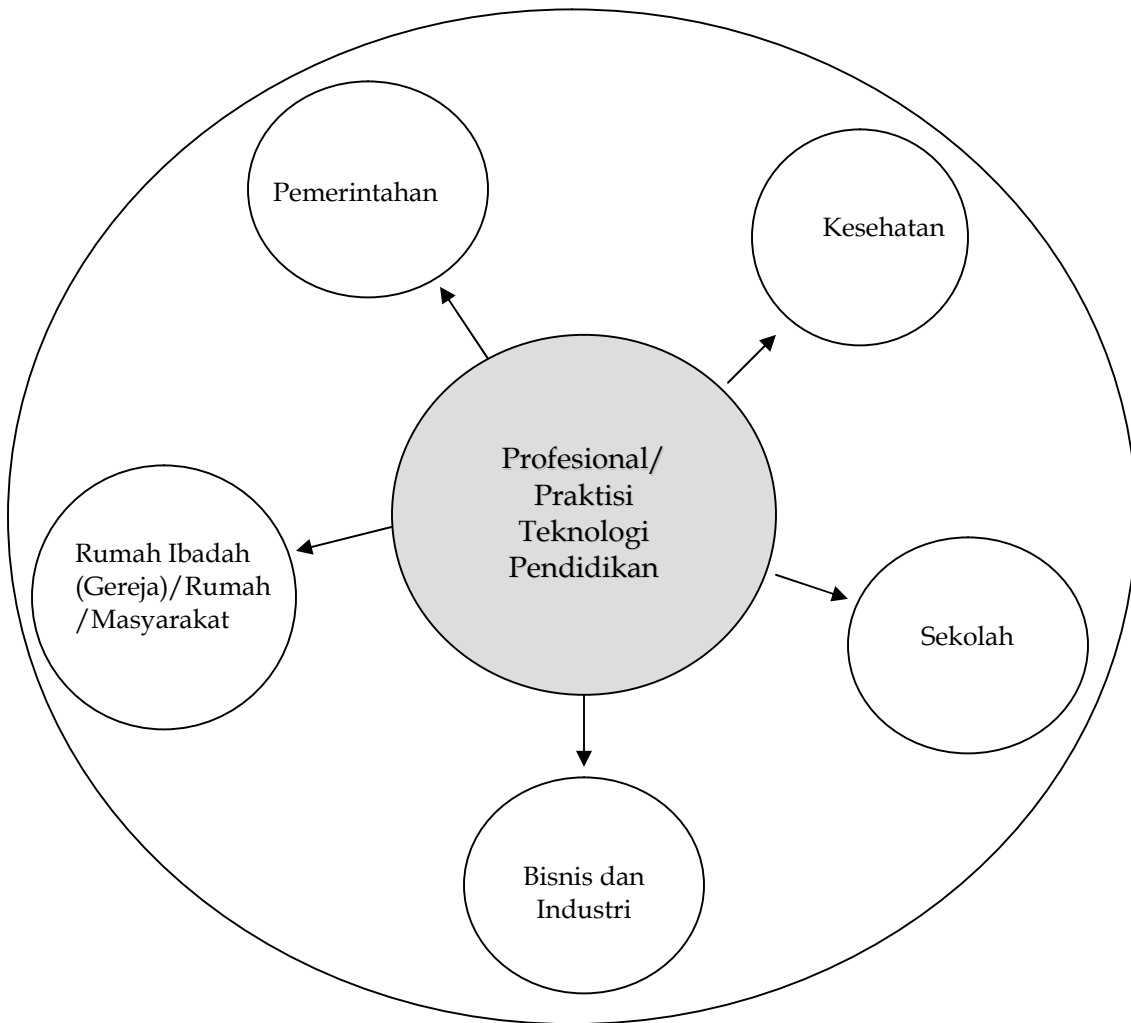 Pemerintahan
Kesehatan
Profesional/
Praktisi
Teknologi
Pendidikan
Rumah Ibadah
(Gereja)/Rumah
/Masyarakat
Sekolah
Bisnis dan
Industri